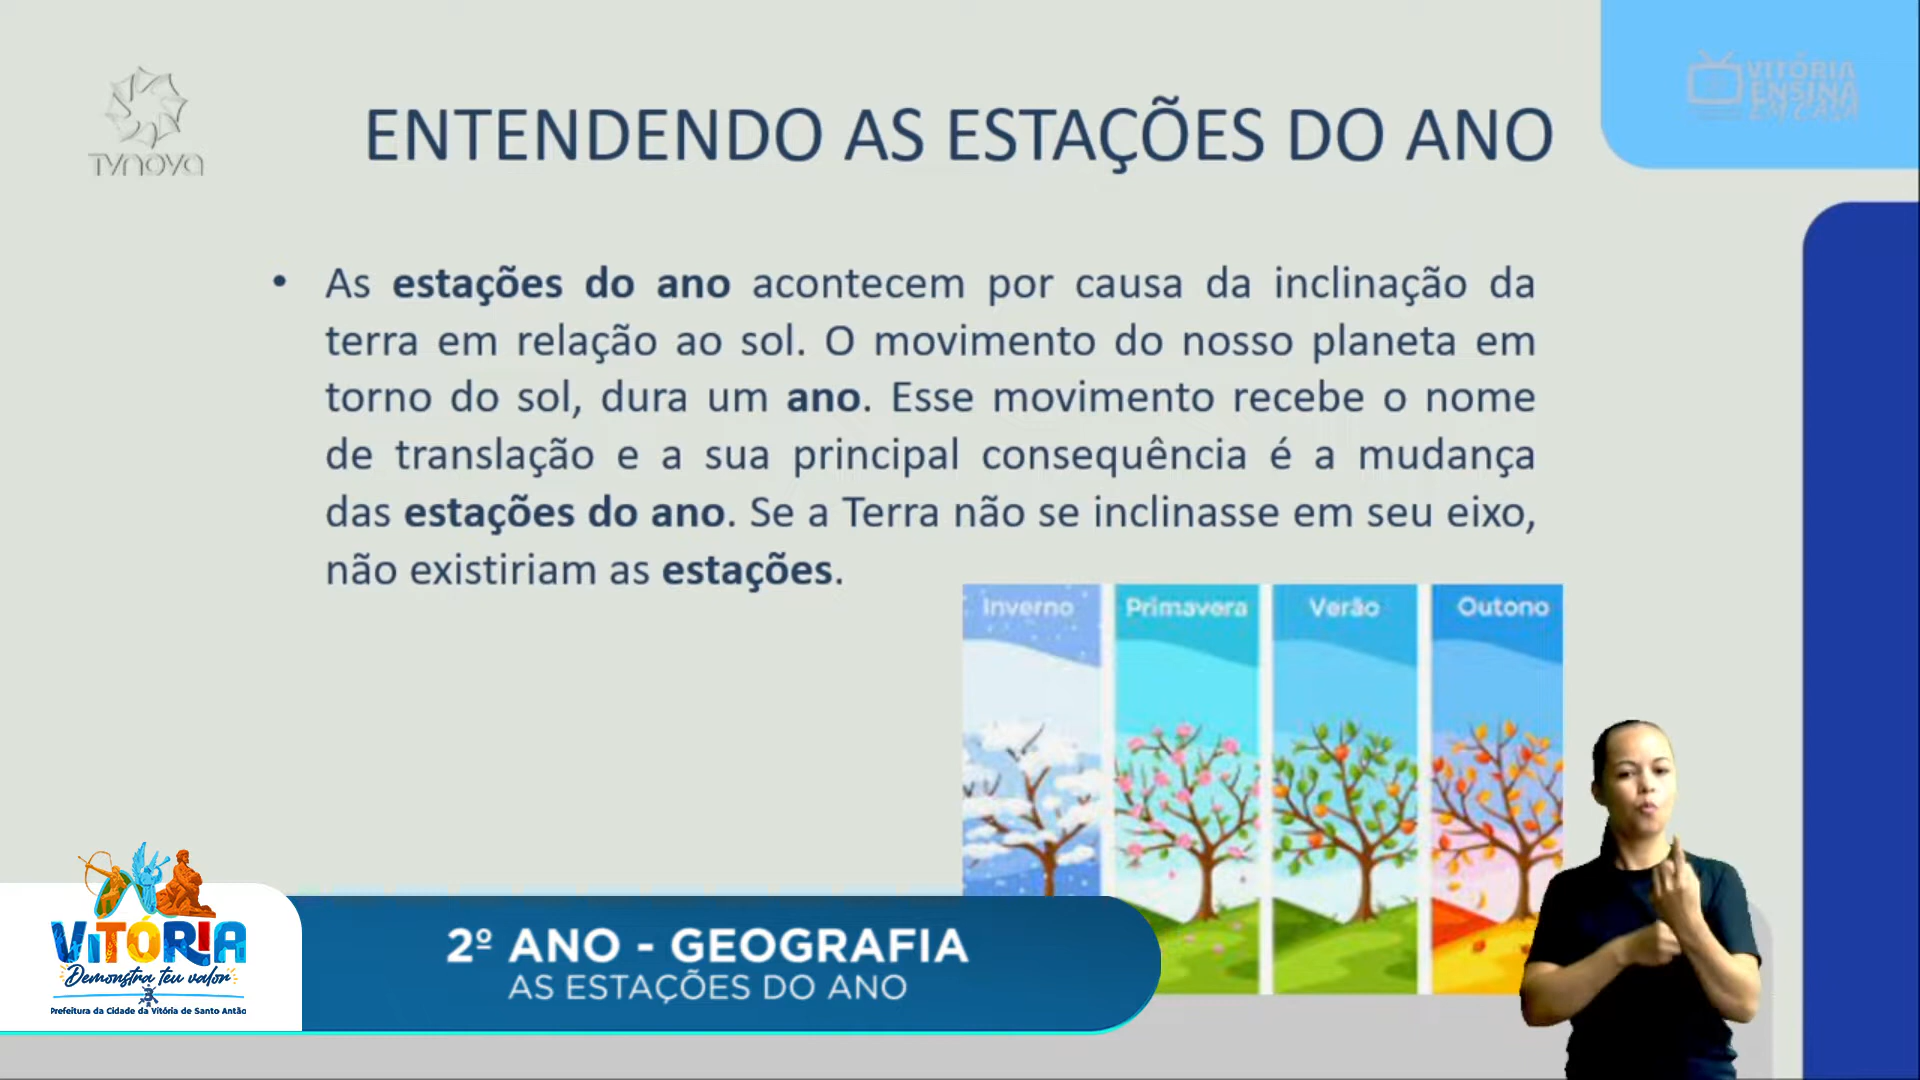 TVNOVA
VITÓRIA
ENSINA
EM CASA
ENTENDENDO AS ESTAÇÕES DO ANO
• As estações do ano acontecem por causa da inclinação da
terra em relação ao sol. O movimento do nosso planeta em
torno do sol, dura um ano. Esse movimento recebe o nome
de translação e a sua principal consequência é a mudança
das estações do ano. Se a Terra não se inclinasse em seu eixo,
não existiriam as estações.
Inverno
Primavera
Verão
Outono
VITÓRIA
Demonstra teu valor
Prefeitura da Cidade da Vitória de Santo Antão
2º ANO - GEOGRAFIA
AS ESTAÇÕES DO ANO